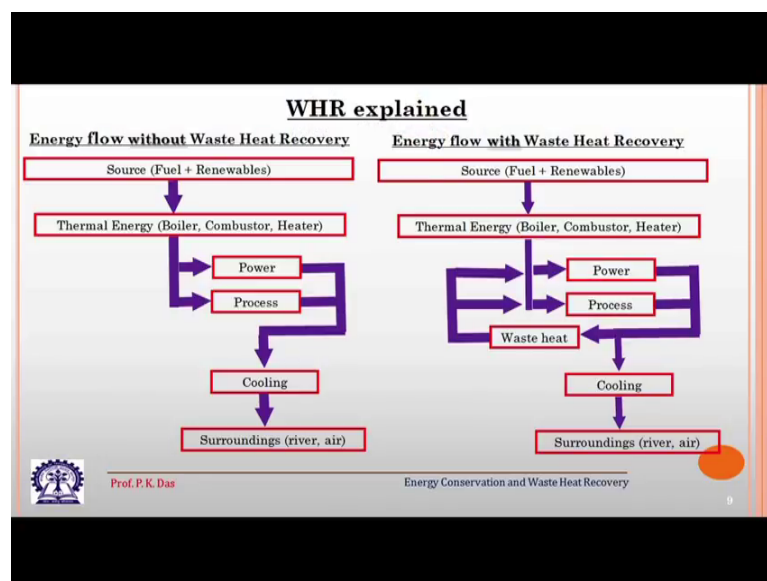 WHR explained
Energy flow without Waste Heat Recovery
Source (Fuel + Renewables)
Thermal Energy (Boiler, Combustor, Heater)
Power
Process
Cooling
Surroundings (river, air)
Energy flow with Waste Heat Recovery
Source (Fuel + Renewables)
Thermal Energy (Boiler, Combustor, Heater)
Power
Process
Waste heat
Cooling
Surroundings (river, air)
Prof. P. K. Das
Energy Conservation and Waste Heat Recovery
9